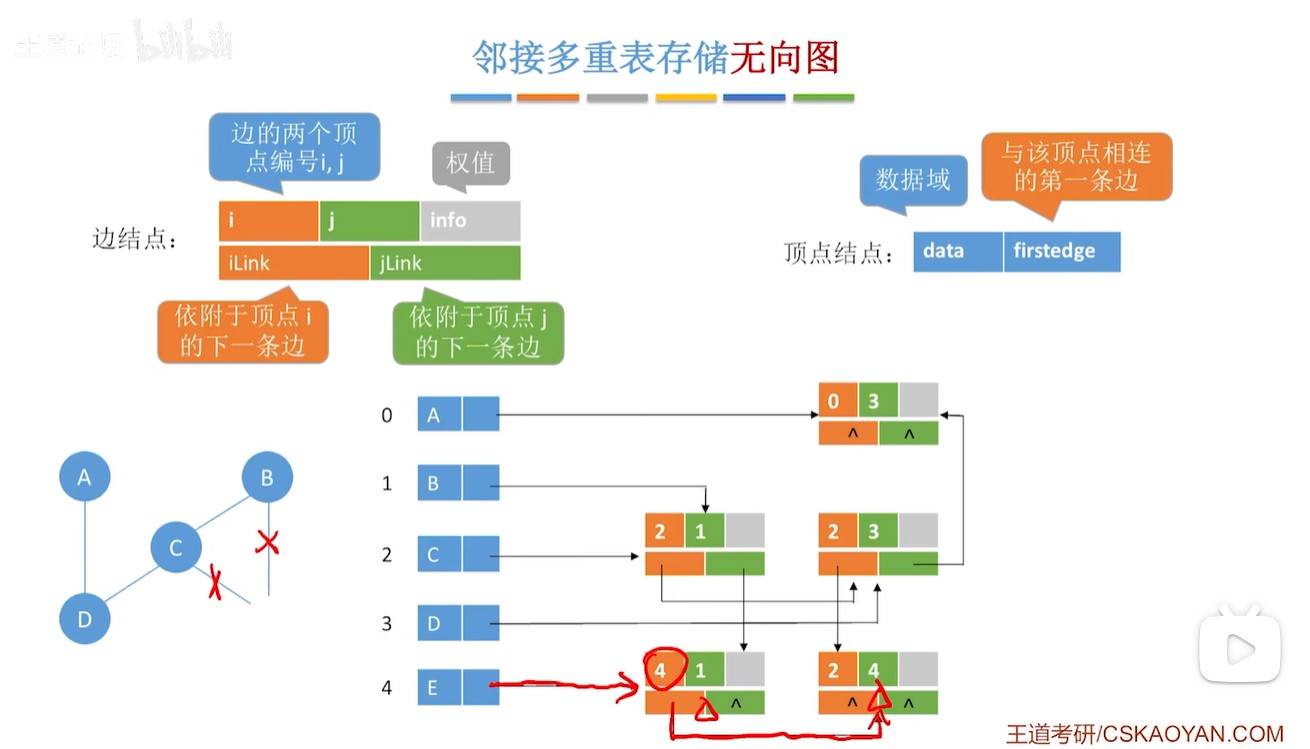 bilibili
邻接多重表存储无向图
边的两个顶
点编号i, j
权值
数据域
与该顶点相连
的第一条边
边结点：
i j info
iLink jLink
顶点结点：
data firstedge
依附于顶点 i
的下一条边
依附于顶点 j
的下一条边
0 A 0 3
^ ^
A B
1 B
2 1 2 3
C
2 C
D
3 D
4 E 4 1 2 4
^ ^ ^
王道考研/CSKAOYAN.COM